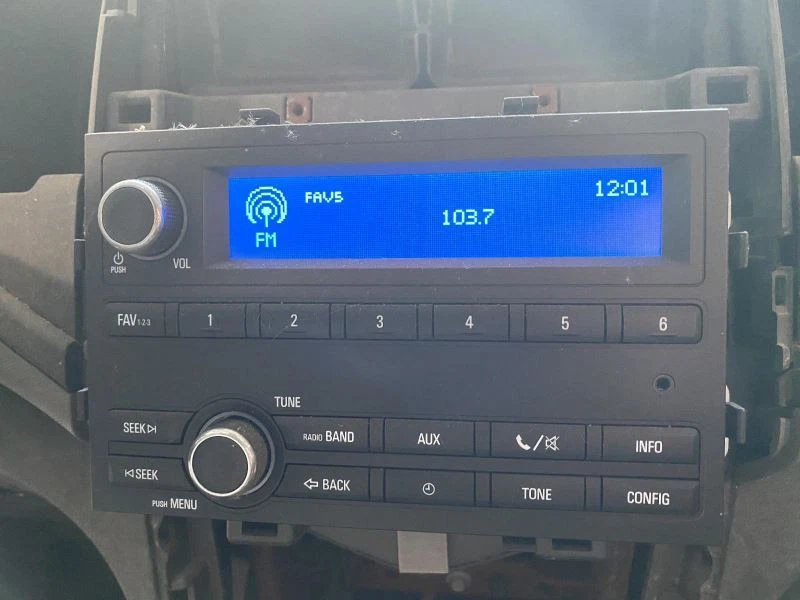 FAV5
12:01
103.7
FM
PUSH
VOL
FAV 1-2-3
1
2
3
4
5
6
TUNE
SEEK
RADIO BAND
AUX
INFO
SEEK
BACK
TONE
CONFIG
PUSH MENU